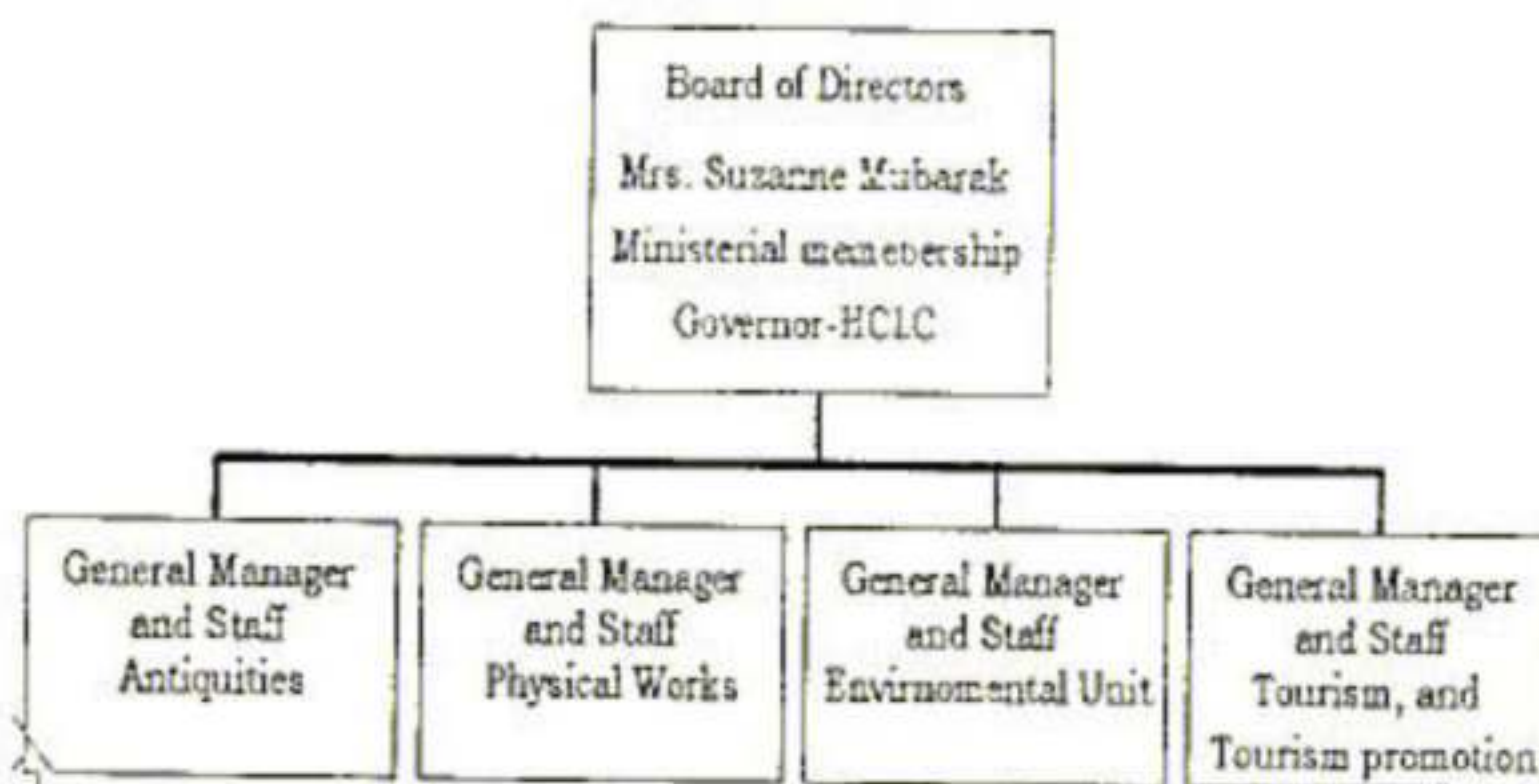 Board of Directors
Mrs. Suzanne Mubarak
Ministerial memebership
Governor-HCLC
General Manager
and Staff
Antiquities
General Manager
and Staff
Physical Works
General Manager
and Staff
Envirnomental Unit
General Manager
and Staff
Tourism, and
Tourism promotion